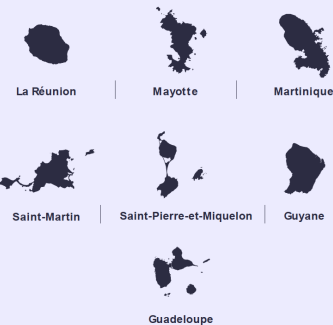 La Réunion Mayotte Martinique
Saint-Martin Saint-Pierre-et-Miquelon Guyane
Guadeloupe